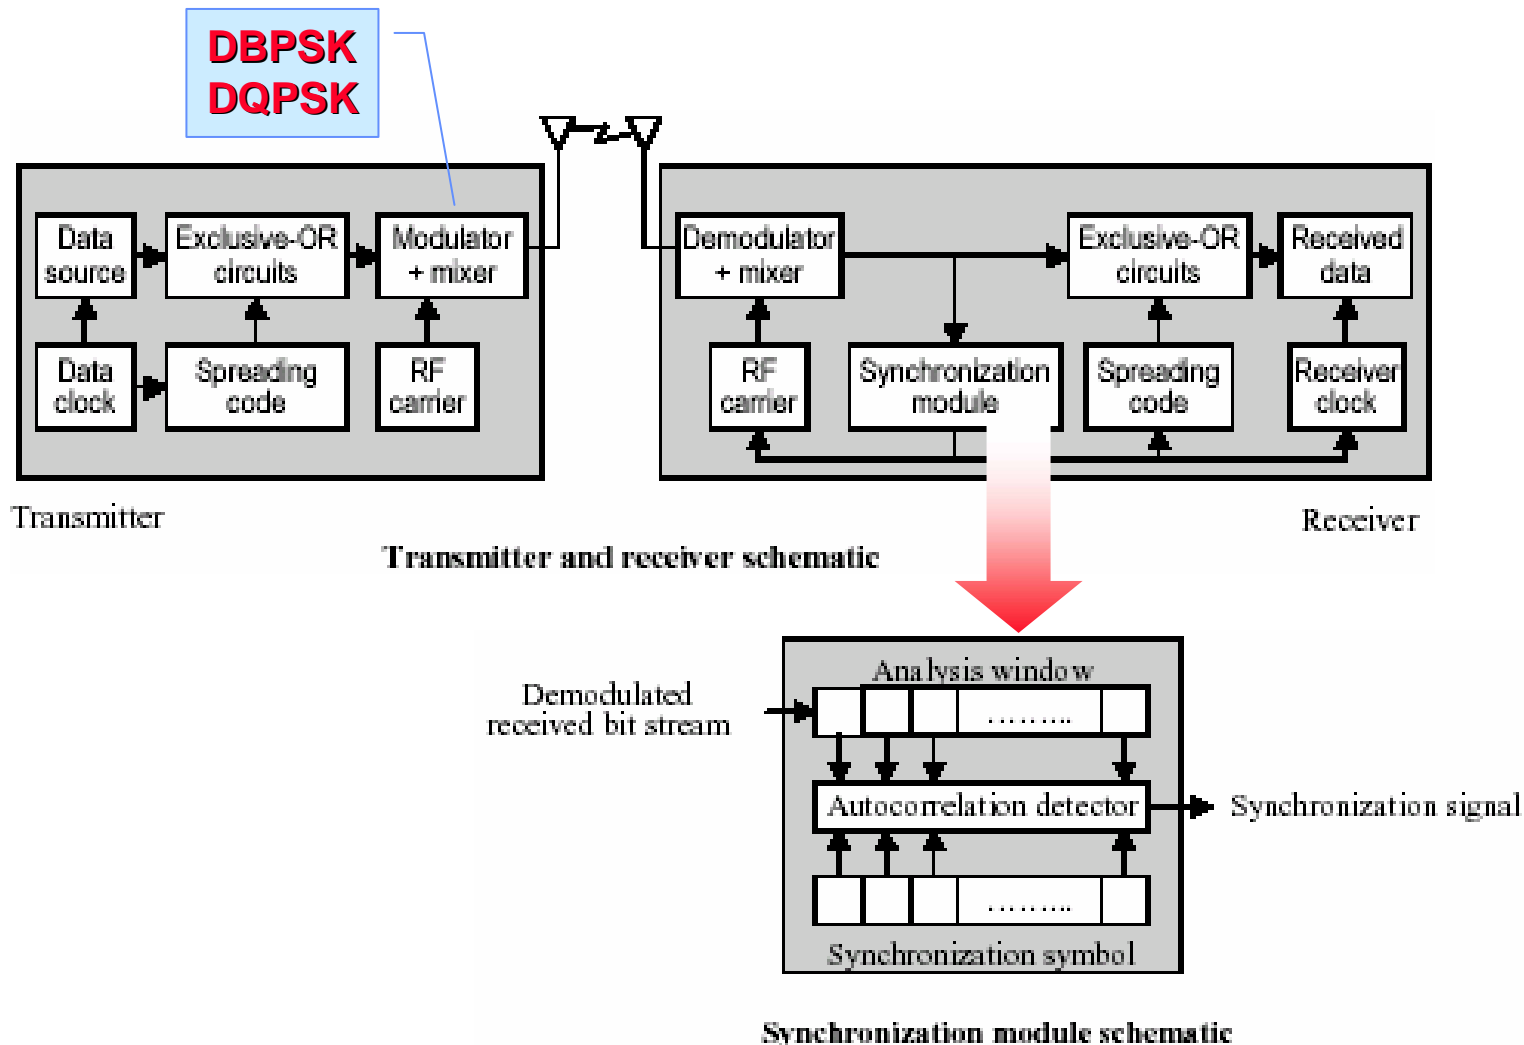 DBPSK
DQPSK
Data
source
Exclusive-OR
circuits
Modulator
+ mixer
Demodulator
+ mixer
Exclusive-OR
circuits
Received
data
Data
clock
Spreading
code
RF
carrier
RF
carrier
Synchronization
module
Spreading
code
Receiver
clock
Transmitter
Receiver
Transmitter and receiver schematic
Analysis window
Demodulated
received bit stream
..........
Autocorrelation detector
Synchronization signal
..........
Synchronization symbol
Synchronization module schematic